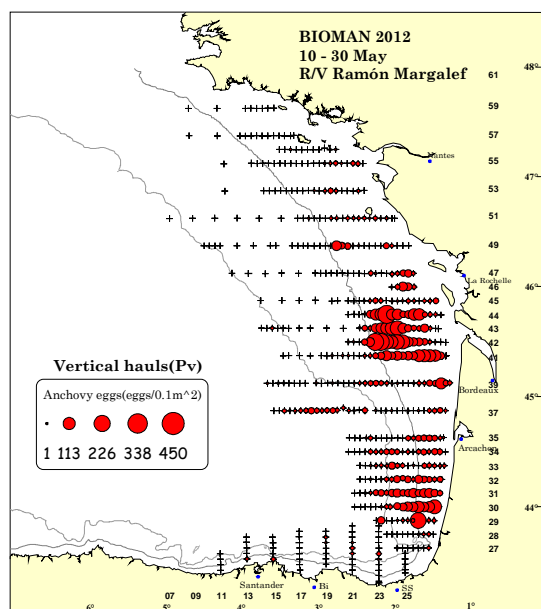 BIOMAN 2012
10 - 30 May
R/V Ramón Margalef
48°
61
59
57
Nantes
55
47°
53
51
49
47
La Rochelle
46
45
46°
44
43
42
41
Vertical hauls(Pv)
39
Anchovy eggs(eggs/0.1m^2)
Bordeaux
45°
37
1 113 226 338 450
35
Arcachon
34
33
32
31
30
44°
29
28
27
Santander Bi SS
07 09 11 13 15 17 19 21 23 25
6° 5° 4° 3° 2° 1°